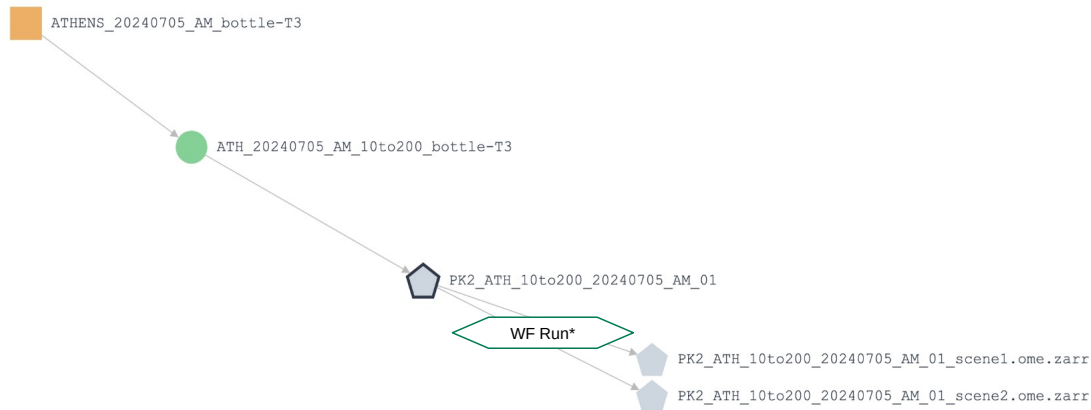 ATHENS_20240705_AM_bottle-T3
ATH_20240705_AM_10to200_bottle-T3
PK2_ATH_10to200_20240705_AM_01
WF Run*
PK2_ATH_10to200_20240705_AM_01_scene1.ome.zarr
PK2_ATH_10to200_20240705_AM_01_scene2.ome.zarr